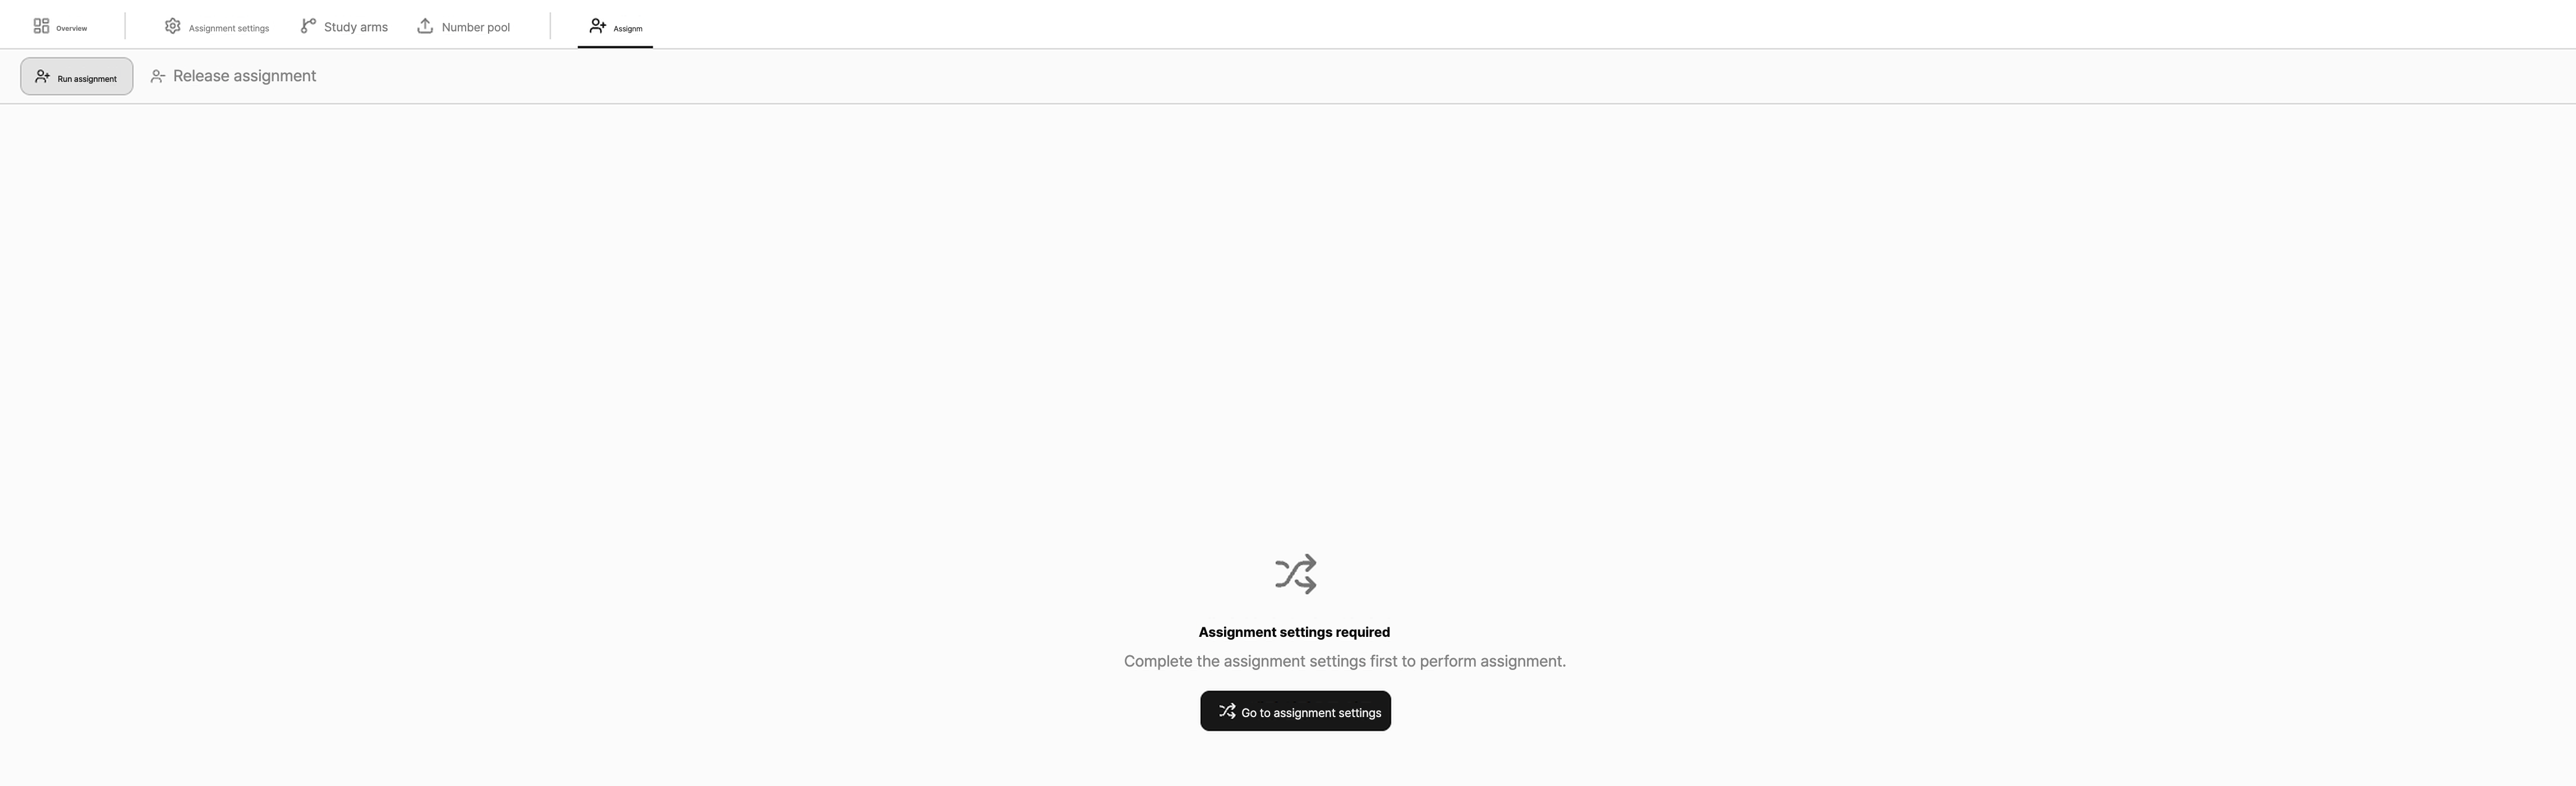 Overview Assignment settings Study arms Number pool Assignm
Run assignment Release assignment
Assignment settings required
Complete the assignment settings first to perform assignment.
Go to assignment settings